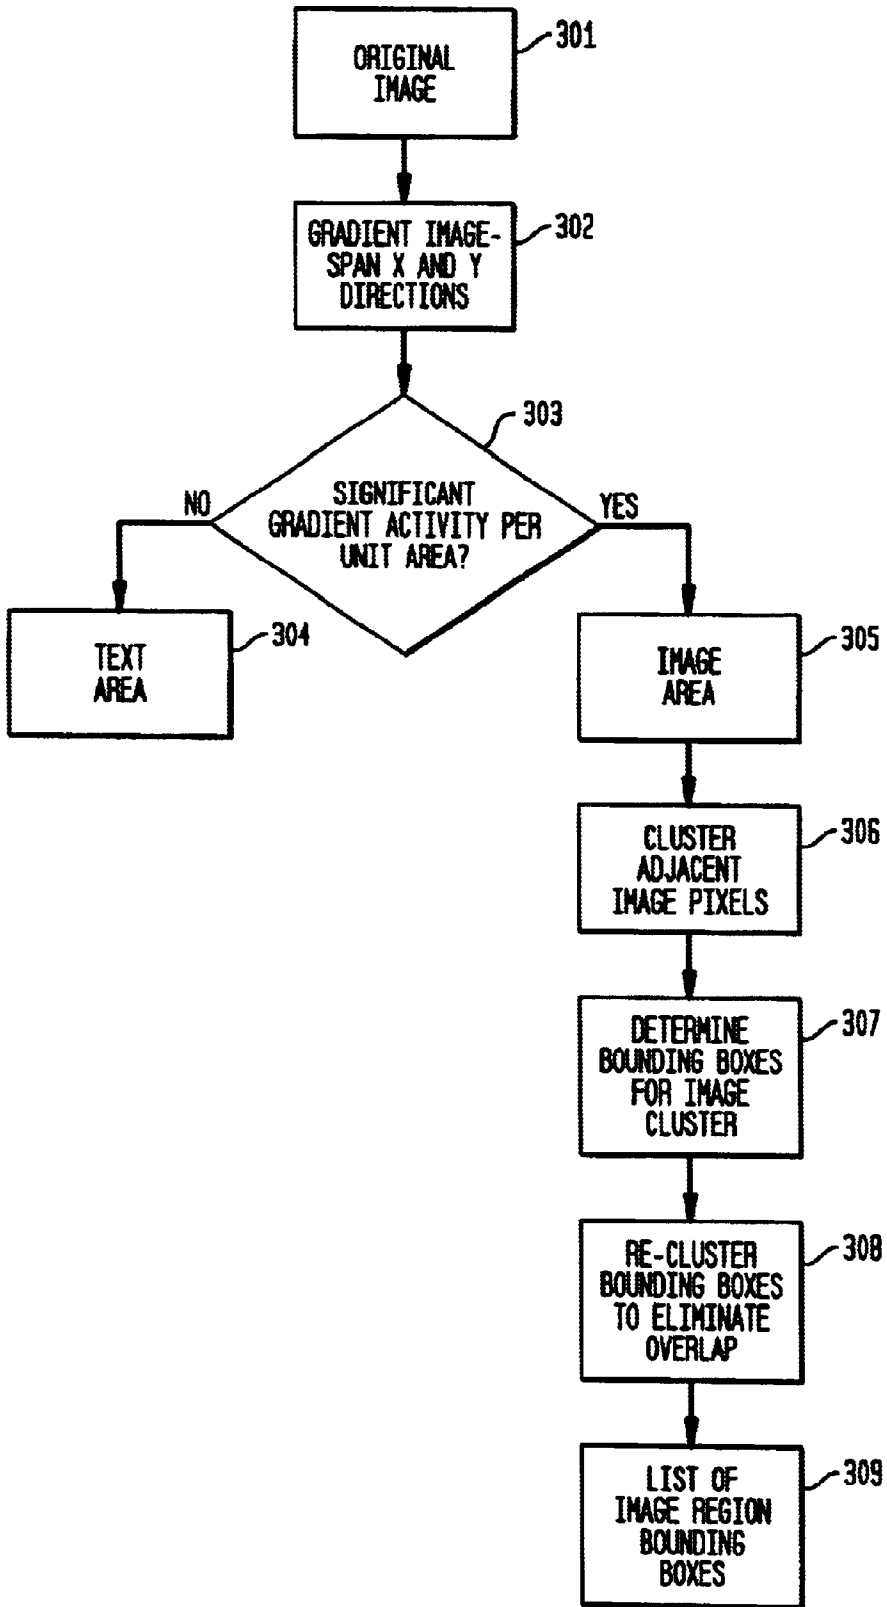 301
ORIGINAL
IMAGE
302
GRADIENT IMAGE-
SPAN X AND Y
DIRECTIONS
303
SIGNIFICANT
GRADIENT ACTIVITY PER
UNIT AREA?
NO
YES
304
TEXT
AREA
305
IMAGE
AREA
306
CLUSTER
ADJACENT
IMAGE PIXELS
307
DETERMINE
BOUNDING BOXES
FOR IMAGE
CLUSTER
308
RE-CLUSTER
BOUNDING BOXES
TO ELIMINATE
OVERLAP
309
LIST OF
IMAGE REGION
BOUNDING
BOXES